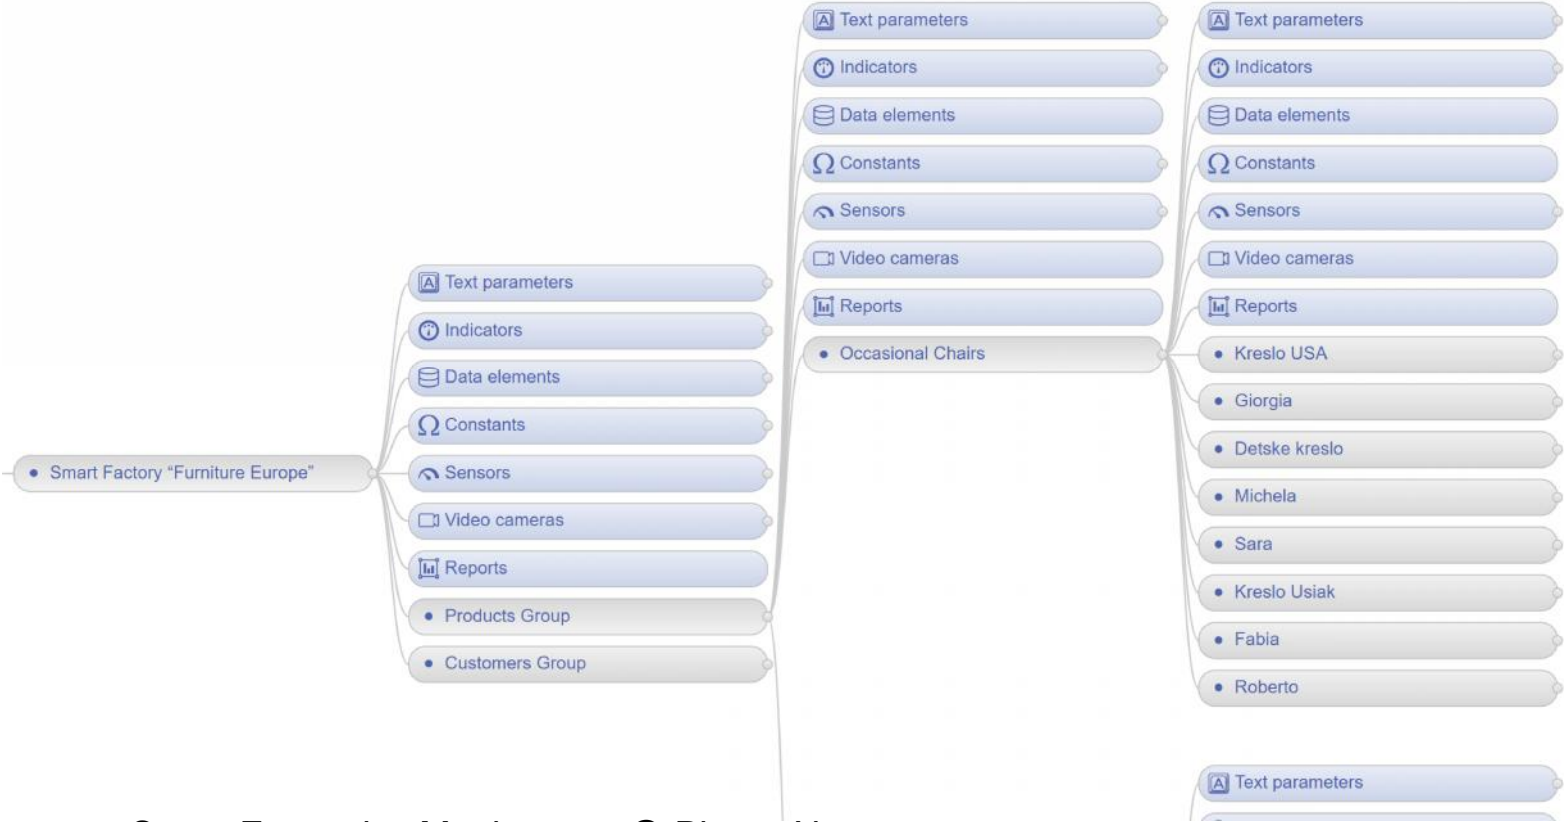 Smart Factory “Furniture Europe”
Text parameters
Indicators
Data elements
Constants
Sensors
Video cameras
Reports
Products Group
Customers Group
Text parameters
Indicators
Data elements
Constants
Sensors
Video cameras
Reports
Occasional Chairs
Text parameters
Indicators
Data elements
Constants
Sensors
Video cameras
Reports
Kreslo USA
Giorgia
Detske kreslo
Michela
Sara
Kreslo Usiak
Fabia
Roberto
Text parameters